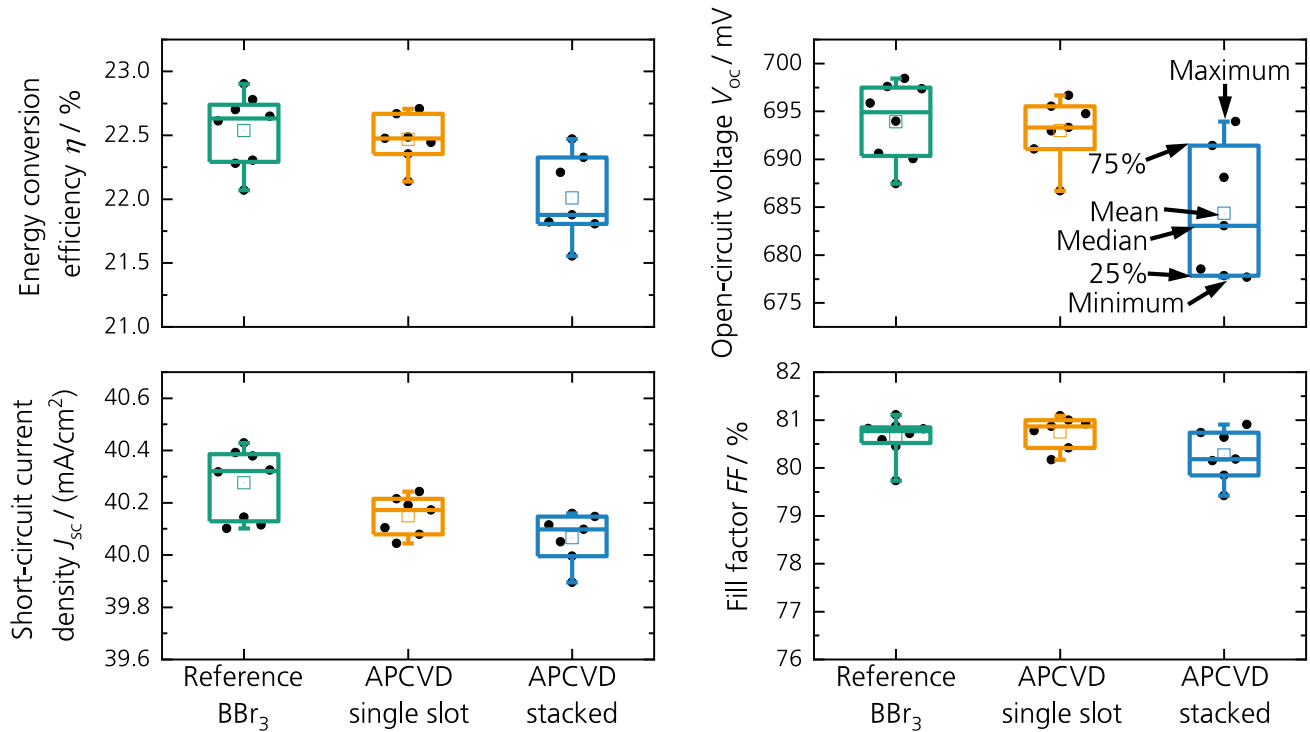 Energy conversion
efficiency η / %
23.0
22.5
22.0
21.5
21.0
Open-circuit voltage Voc / mV
700
695
690
685
680
675
Maximum
75%
Mean
Median
25%
Minimum
Short-circuit current
density Jsc / (mA/cm²)
40.6
40.4
40.2
40.0
39.8
39.6
Reference
BBr₃
APCVD
single slot
APCVD
stacked
Fill factor FF / %
82
81
80
79
78
77
76
Reference
BBr₃
APCVD
single slot
APCVD
stacked